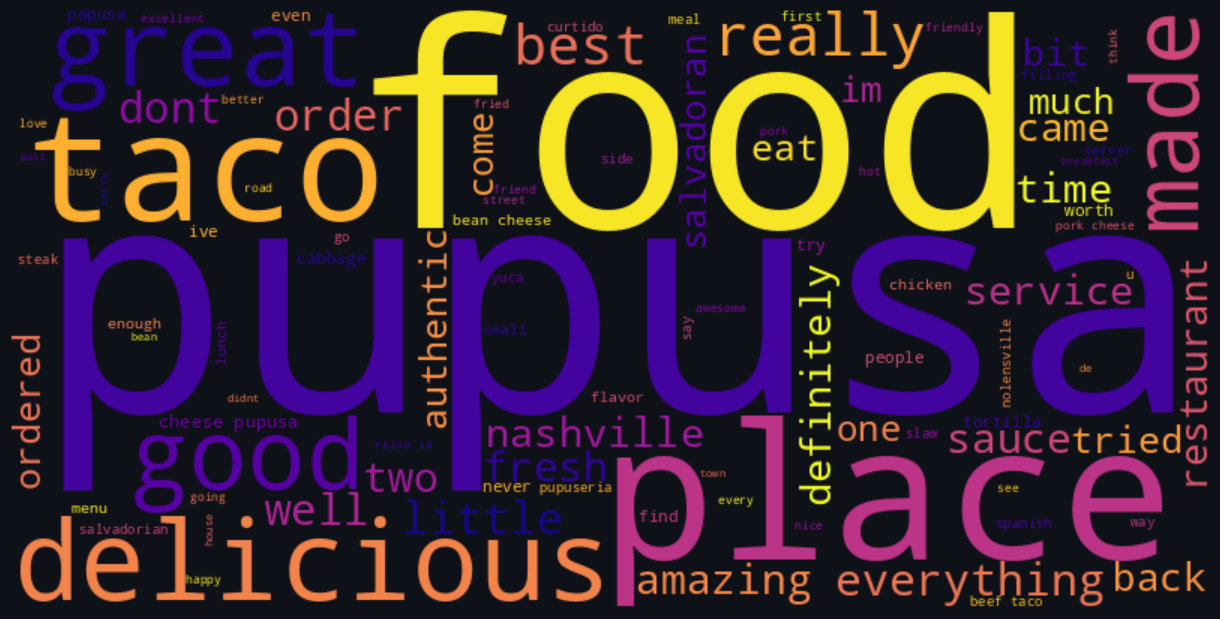 papusa
excellent
even
great
food
curtido
best
meal
really
first
friendly
bit
think
made
filling
dont
better
order
fried
come
salvadoran
im
much
came
love
taco
wait
busy
road
side
pork
eat
hot
server
breakfast
friend
street
time
worth
bean cheese
pork cheese
ive
go
steak
cabbage
authentic
pupusa
yuca
try
definitely
chicken
service
u
restaurant
enough
bean
lunch
small
say
awesome
people
nolensville
de
ordered
didnt
flavor
cheese pupusa
good
reina la
nashville
one
slaw
tortilla
sauce
tried
two
fresh
place
never
pupuseria
town
every
see
going
menu
well
little
find
nice
spanish
way
salvadorian
house
delicious
happy
amazing
everything
back
beef taco